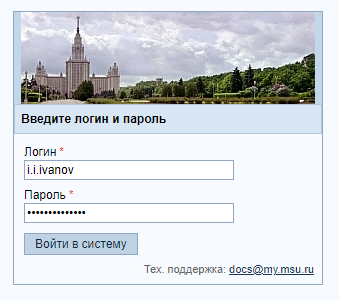 Введите логин и пароль
Логин *
i.i.ivanov
Пароль *
••••••••••••••
Войти в систему
Тех. поддержка: docs@my.msu.ru